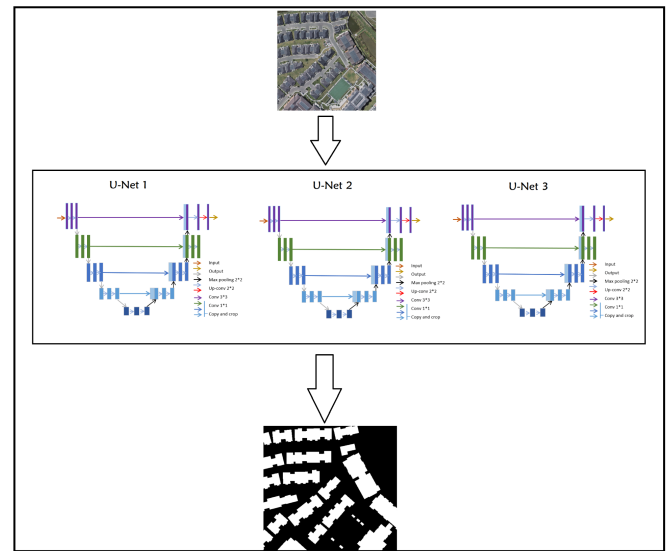 U-Net 1
Input
Output
Max pooling 2*2
Up-conv 2*2
Conv 3*3
Conv 1*1
Copy and crop
U-Net 2
Input
Output
Max pooling 2*2
Up-conv 2*2
Conv 3*3
Conv 1*1
Copy and crop
U-Net 3
Input
Output
Max pooling 2*2
Up-conv 2*2
Conv 3*3
Conv 1*1
Copy and crop